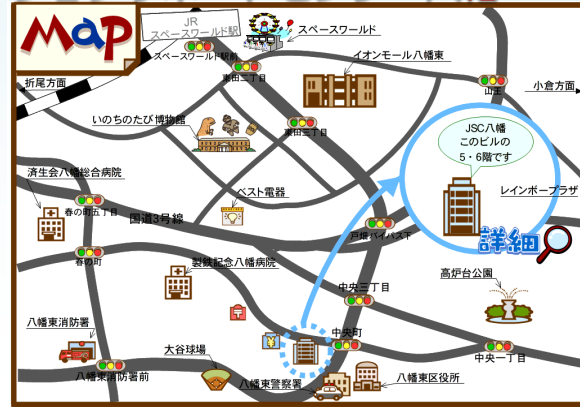 Map
JR
スペースワールド駅
スペースワールド
スペースワールド駅前
東田二丁目
イオンモール八幡東
折尾方面
山王
小倉方面
いのちのたび博物館
東田三丁目
JSC八幡
このビルの
5・6階です
済生会八幡総合病院
ベスト電器
レインボープラザ
春の町五丁目
国道3号線
戸畑バイパス下
詳細
春の町
製鉄記念八幡病院
高炉台公園
中央三丁目
八幡東消防署
大谷球場
中央町
中央一丁目
八幡東消防署前
八幡東警察署
八幡東区役所